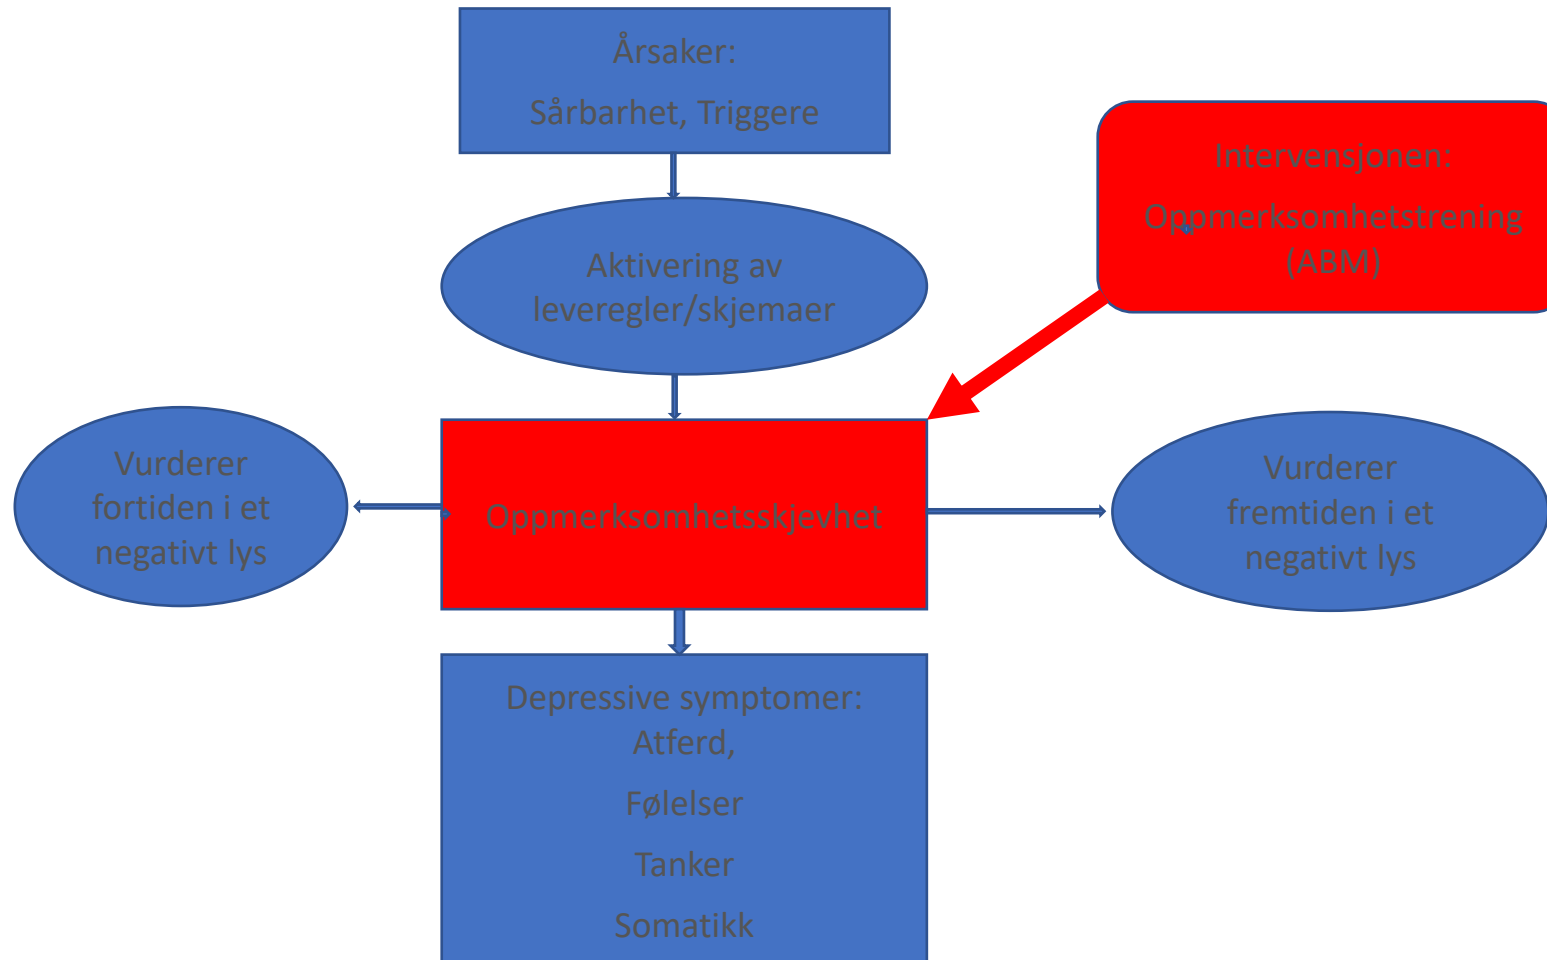 Årsaker:
Sårbarhet, Triggere
Intervensjonen:
Oppmerksomhetstrening
(ABM)
Aktivering av
leveregler/skjemaer
Vurderer
fortiden i et
negativt lys
Oppmerksomhetsskjevhet
Vurderer
fremtiden i et
negativt lys
Depressive symptomer:
Atferd,
Følelser
Tanker
Somatikk